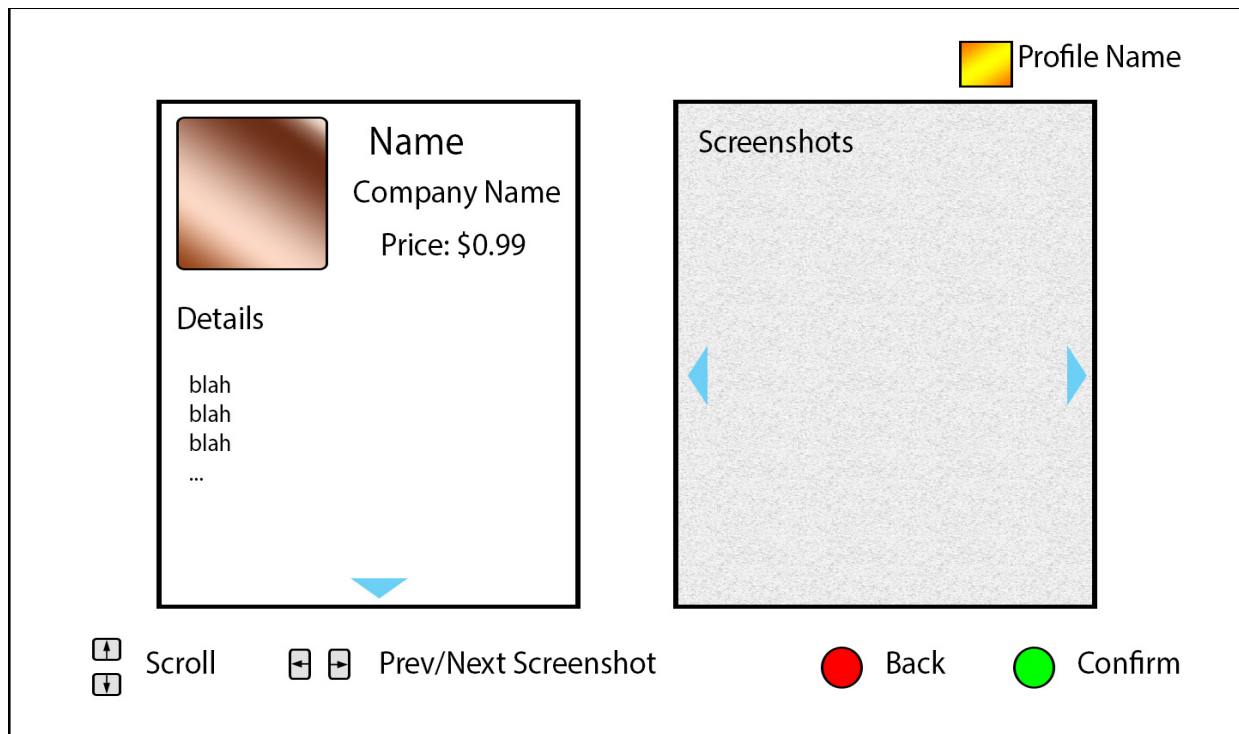 Profile Name
Name
Company Name
Price: $0.99
Details
blah
blah
blah
...
Screenshots
Scroll
Prev/Next Screenshot
Back
Confirm